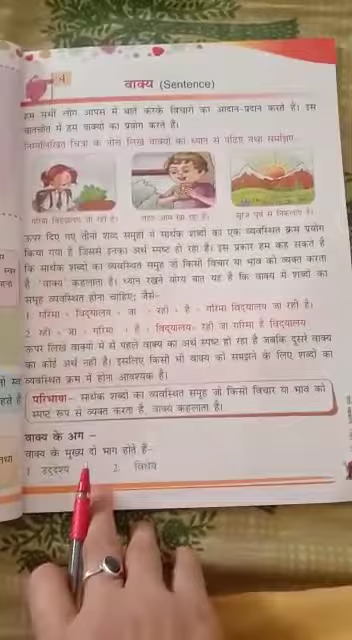 4
वाक्य (Sentence)
हम सभी लोग आपस में बातें करके विचारों का आदान-प्रदान करते हैं। इस
बातचीत में हम वाक्यों का प्रयोग करते हैं।
निम्नलिखित चित्रों के नीचे लिखे वाक्यों को ध्यान से पढ़िए तथा समझिए-
गरिमा विद्यालय जा रही है।
खा रहा है।
सूरज पूर्व से निकलता है।
ऊपर दिए गए तीनों शब्द समूहों में सार्थक शब्दों का एक व्यवस्थित क्रम प्रयोग
किया गया है जिससे इनका अर्थ स्पष्ट हो रहा है। इस प्रकार हम कह सकते हैं
कि सार्थक शब्दों का व्यवस्थित समूह जो किसी विचार या भाव को व्यक्त करता
है 'वाक्य' कहलाता है। ध्यान रखने योग्य बात यह है कि वाक्य में शब्दों का
समूह व्यवस्थित होना चाहिए; जैसे-
1. गरिमा - विद्यालय - जा - रही - है - गरिमा विद्यालय जा रही है।
2. रही - जा - गरिमा - है - विद्यालय- रही जा गरिमा है विद्यालय
ऊपर लिखे वाक्यों में से पहले वाक्य का अर्थ स्पष्ट हो रहा है जबकि दूसरे वाक्य
का कोई अर्थ नहीं है। इसलिए किसी भी वाक्य को समझने के लिए शब्दों का
व्यवस्थित क्रम में होना आवश्यक है।
परिभाषा- सार्थक शब्दों का व्यवस्थित समूह जो किसी विचार या भाव को
स्पष्ट रूप से व्यक्त करता है, वाक्य कहलाता है।
वाक्य के अंग -
वाक्य के मुख्य दो भाग होते हैं-
1. उद्देश्य 2. विधेय